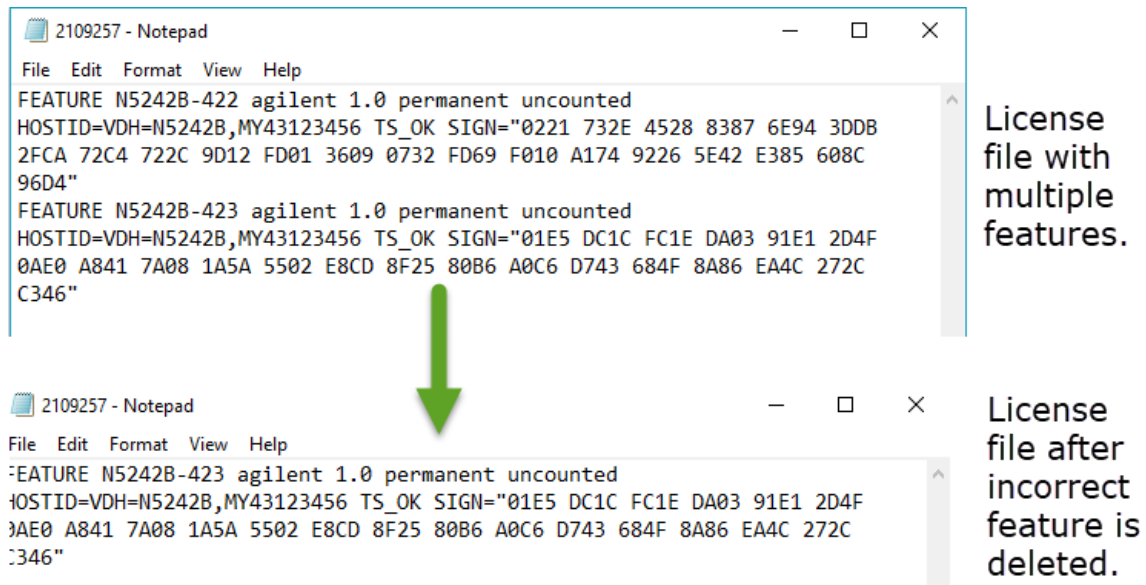 2109257 - Notepad
File Edit Format View Help
FEATURE N5242B-422 agilent 1.0 permanent uncounted
HOSTID=VDH=N5242B,MY43123456 TS_OK SIGN="0221 732E 4528 8387 6E94 3DDB
2FCA 72C4 722C 9D12 FD01 3609 0732 FD69 F010 A174 9226 5E42 E385 608C
96D4"
FEATURE N5242B-423 agilent 1.0 permanent uncounted
HOSTID=VDH=N5242B,MY43123456 TS_OK SIGN="01E5 DC1C FC1E DA03 91E1 2D4F
0AE0 A841 7A08 1A5A 5502 E8CD 8F25 80B6 A0C6 D743 684F 8A86 EA4C 272C
C346"
License
file with
multiple
features.
2109257 - Notepad
File Edit Format View Help
FEATURE N5242B-423 agilent 1.0 permanent uncounted
HOSTID=VDH=N5242B,MY43123456 TS_OK SIGN="01E5 DC1C FC1E DA03 91E1 2D4F
0AE0 A841 7A08 1A5A 5502 E8CD 8F25 80B6 A0C6 D743 684F 8A86 EA4C 272C
C346"
License
file after
incorrect
feature is
deleted.